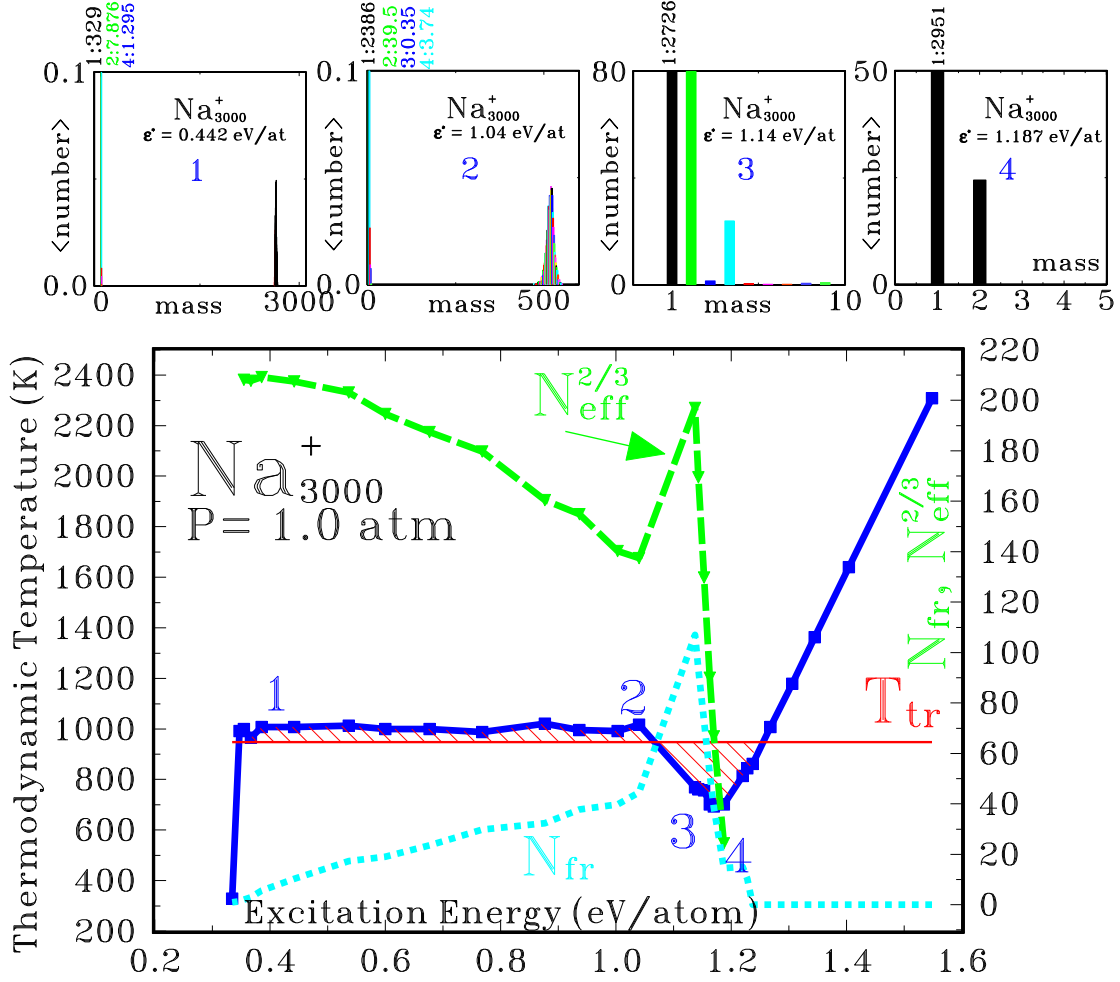 1:329
2:7.876
4:1.295
1:2386
2:39.5
3:0.35
4:3.74
1:2726
1:2951
0.1
0.0
<number>
Na+3000
ε* = 0.442 eV/at
1
0
mass
3000
0.1
0.0
<number>
Na+3000
ε* = 1.04 eV/at
2
0
500
80
0
<number>
Na+3000
ε* = 1.14 eV/at
3
1
mass
10
50
0
<number>
Na+3000
ε* = 1.187 eV/at
4
mass
0 1 2 3 4 5
Thermodynamic Temperature (K)
2400
2200
2000
1800
1600
1400
1200
1000
800
600
400
200
Na+3000
P= 1.0 atm
N2/3eff
1
2
3
4
Ttr
Nfr
Nfr, N2/3eff
220
200
180
160
140
120
100
80
60
40
20
0
Excitation Energy (eV/atom)
0.2 0.4 0.6 0.8 1.0 1.2 1.4 1.6